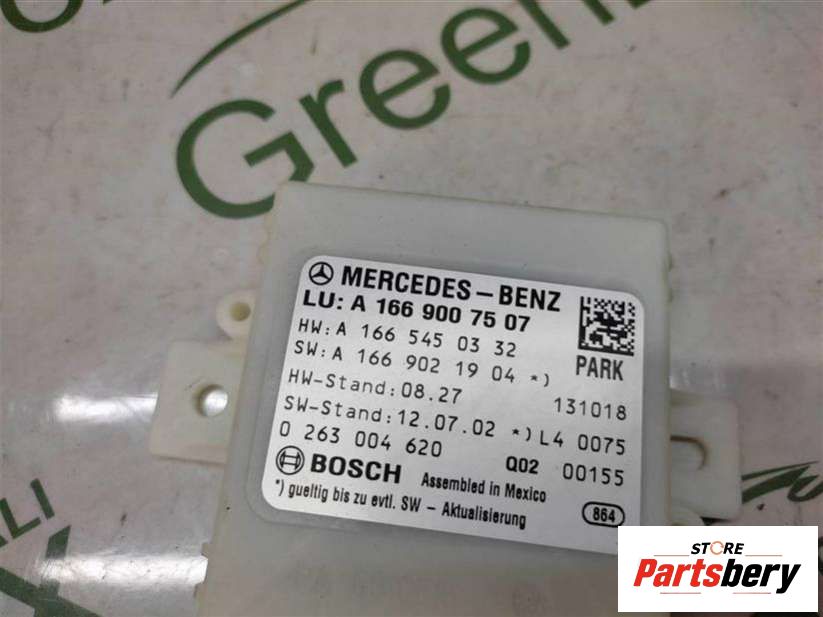 Green
MERCEDES-BENZ
LU: A 166 900 75 07
HW: A 166 545 03 32
SW: A 166 902 19 04 *)
PARK
HW-Stand: 08.27
131018
SW-Stand: 12.07.02 *) L4 0075
0 263 004 620
Q02 00155
BOSCH Assembled in Mexico
*) gueltig bis zu evtl. SW - Aktualisierung
864
ALI
STORE
Partsbery